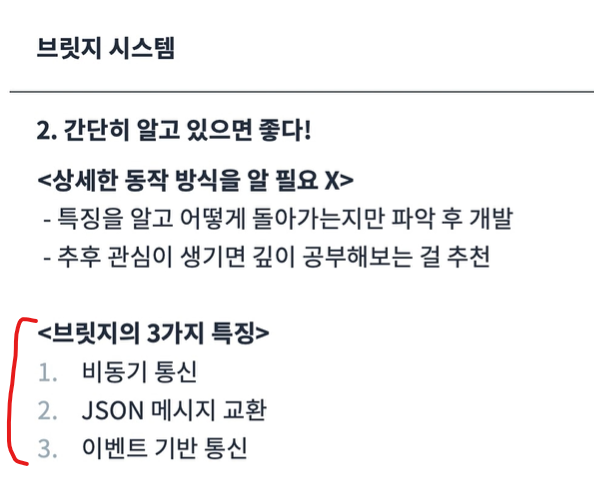 브릿지 시스템
2. 간단히 알고 있으면 좋다!
<상세한 동작 방식을 알 필요 X>
- 특징을 알고 어떻게 돌아가는지만 파악 후 개발
- 추후 관심이 생기면 깊이 공부해보는 걸 추천
<브릿지의 3가지 특징>
1. 비동기 통신
2. JSON 메시지 교환
3. 이벤트 기반 통신